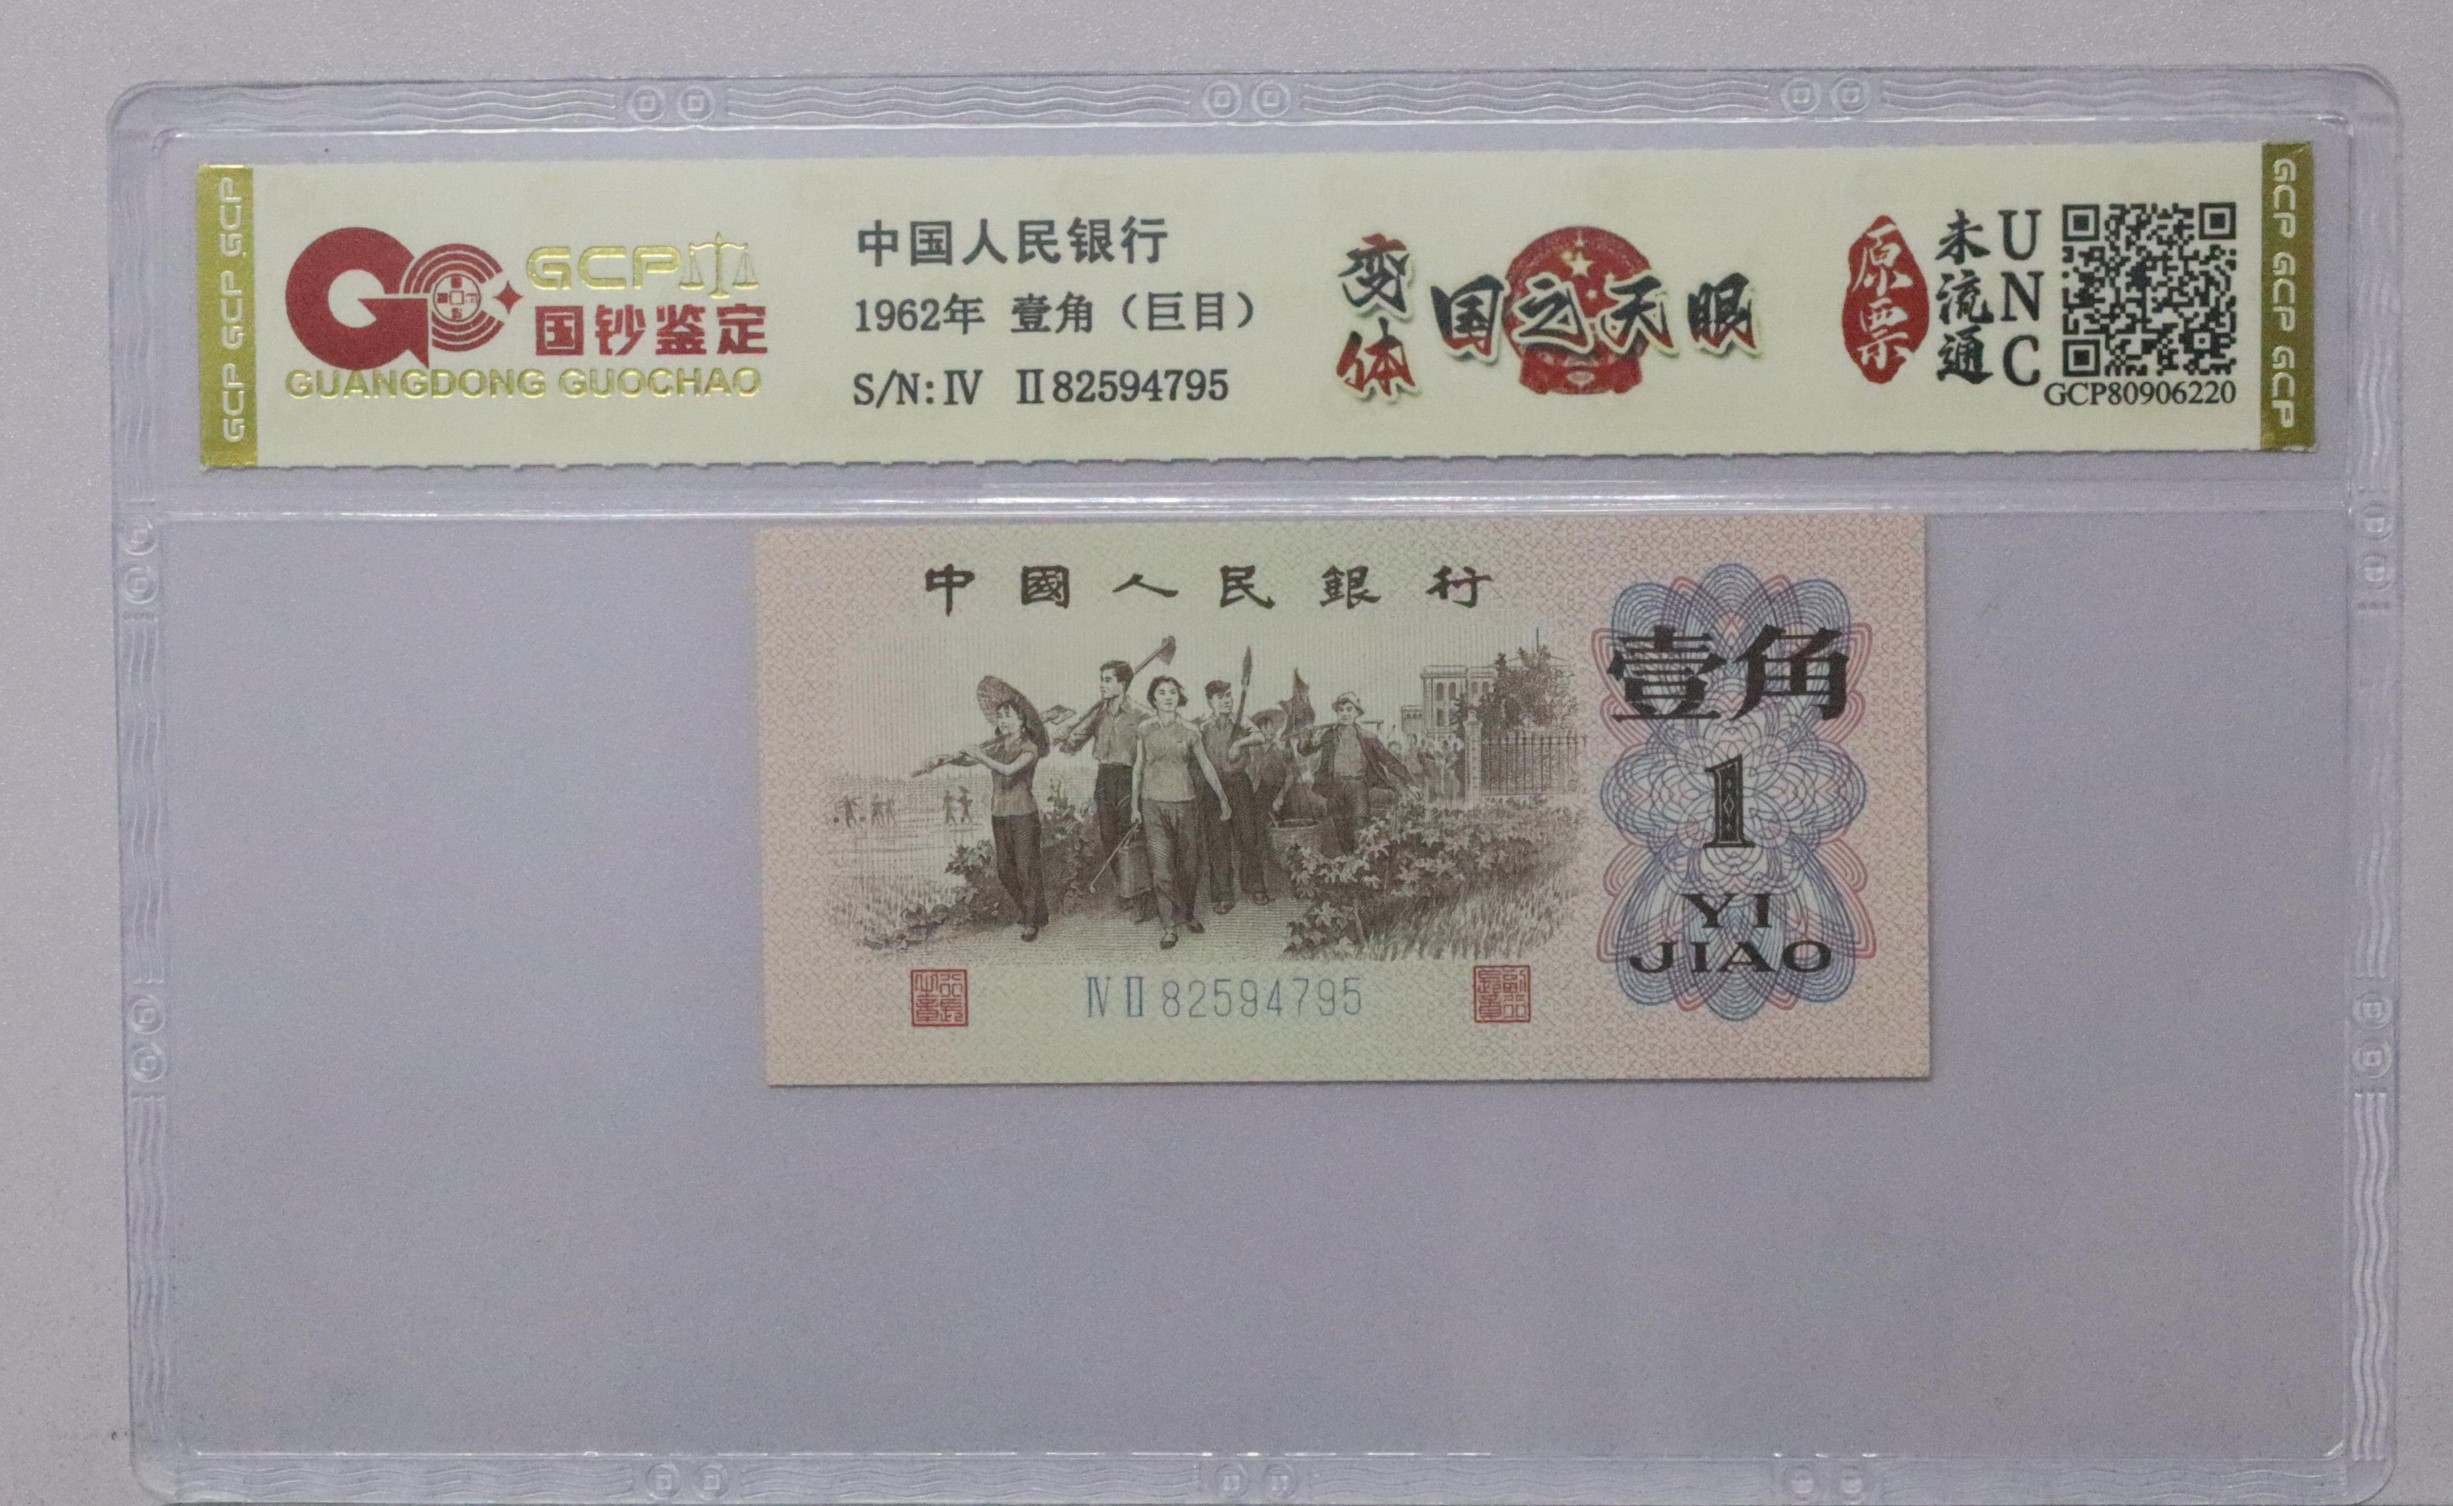 GCP GCP GCP
GCP
国钞鉴定
GUANGDONG GUOCHAO
中国人民银行
1962年 壹角（巨目）
S/N: Ⅳ Ⅱ82594795
变体
国之天眼
原票
未流通
UNC
GCP80906220
GCP GCP GCP
中國人民銀行
壹角
1
YI
JIAO
Ⅳ Ⅱ 82594795